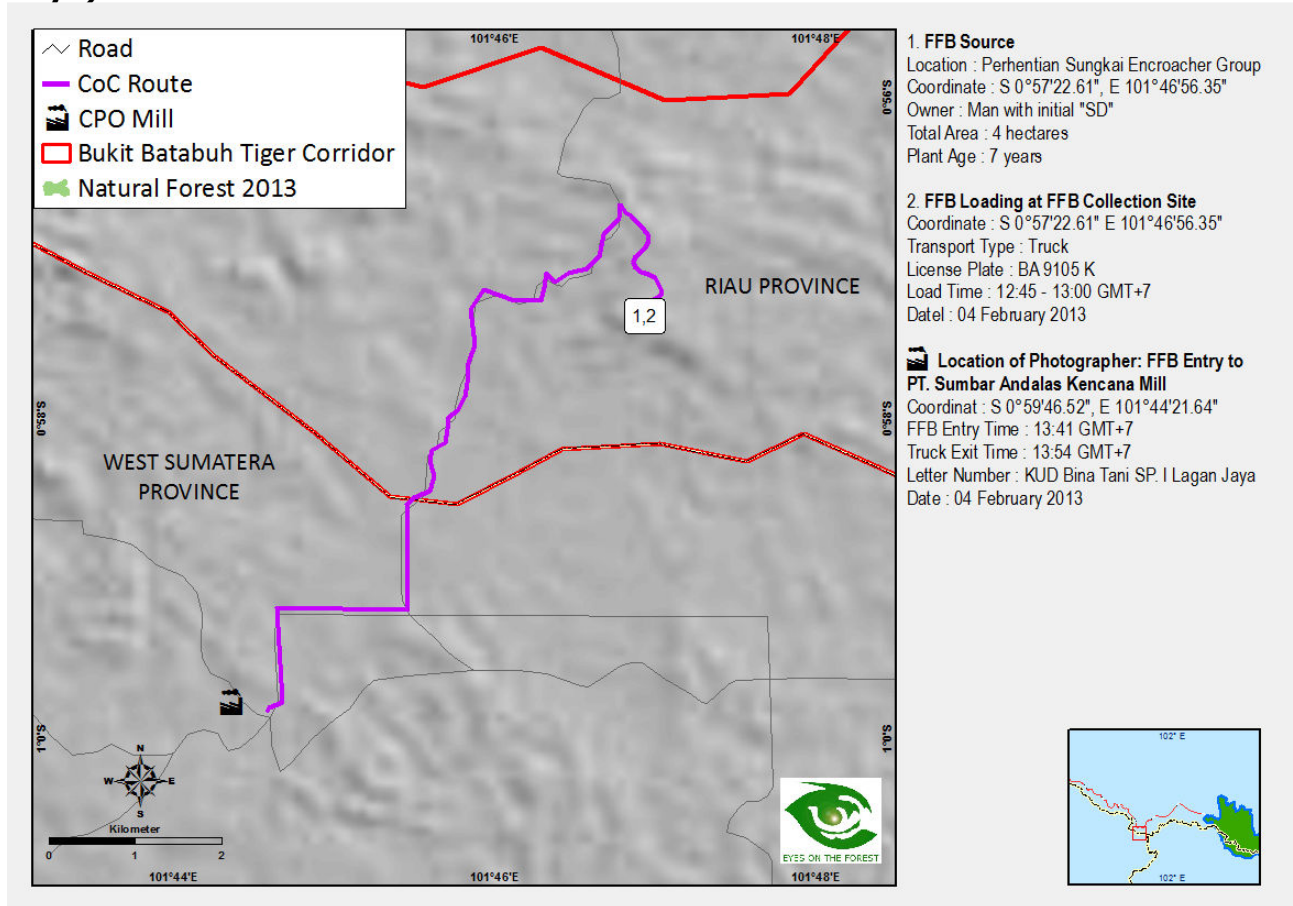 Road
CoC Route
CPO Mill
Bukit Batabuh Tiger Corridor
Natural Forest 2013
101°46'E
101°48'E
0°56'S
RIAU PROVINCE
1,2
0°58'S
0°58'S
WEST SUMATERA
PROVINCE
1°0'S
1°0'S
N
W
E
S
Kilometer
0
1
2
EYES ON THE FOREST
101°44'E
101°46'E
101°48'E
1. FFB Source
Location : Perhentian Sungkai Encroacher Group
Coordinate : S 0°57'22.61", E 101°46'56.35"
Owner : Man with initial "SD"
Total Area : 4 hectares
Plant Age : 7 years
2. FFB Loading at FFB Collection Site
Coordinate : S 0°57'22.61" E 101°46'56.35"
Transport Type : Truck
License Plate : BA 9105 K
Load Time : 12:45 - 13:00 GMT+7
Datel : 04 February 2013
Location of Photographer: FFB Entry to
PT. Sumbar Andalas Kencana Mill
Coordinat : S 0°59'46.52", E 101°44'21.64"
FFB Entry Time : 13:41 GMT+7
Truck Exit Time : 13:54 GMT+7
Letter Number : KUD Bina Tani SP. I Lagan Jaya
Date : 04 February 2013
102° E
102° E